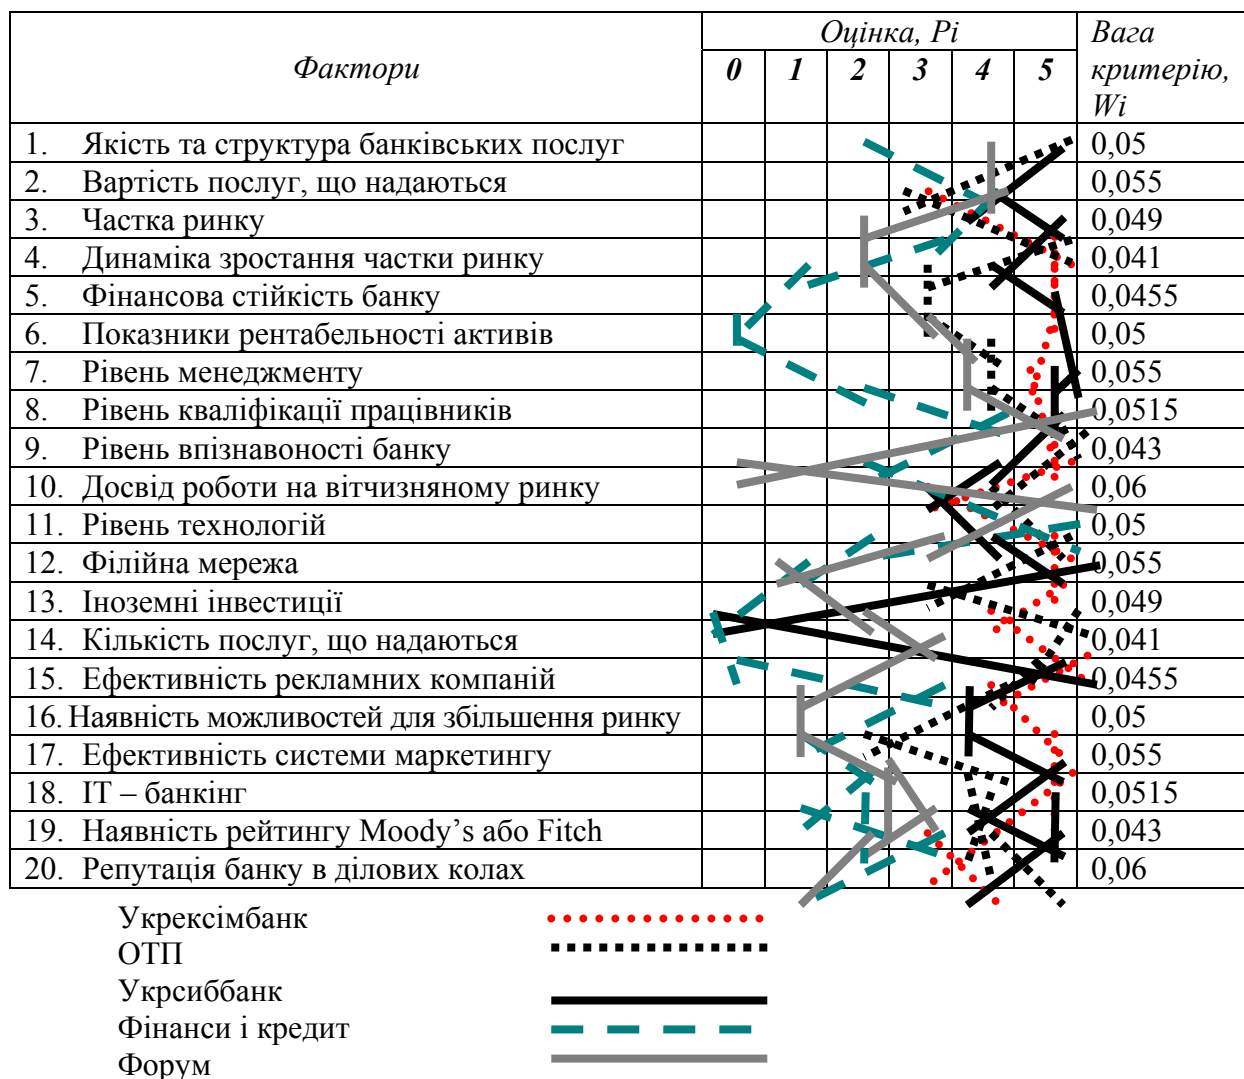 Фактори Оцінка, Pi Вага критерію, Wi
0 1 2 3 4 5
1. Якість та структура банківських послуг 0,05
2. Вартість послуг, що надаються 0,055
3. Частка ринку 0,049
4. Динаміка зростання частки ринку 0,041
5. Фінансова стійкість банку 0,0455
6. Показники рентабельності активів 0,05
7. Рівень менеджменту 0,055
8. Рівень кваліфікації працівників 0,0515
9. Рівень впізнавоності банку 0,043
10. Досвід роботи на вітчизняному ринку 0,06
11. Рівень технологій 0,05
12. Філійна мережа 0,055
13. Іноземні інвестиції 0,049
14. Кількість послуг, що надаються 0,041
15. Ефективність рекламних компаній 0,0455
16. Наявність можливостей для збільшення ринку 0,05
17. Ефективність системи маркетингу 0,055
18. ІТ – банкінг 0,0515
19. Наявність рейтингу Moody’s або Fitch 0,043
20. Репутація банку в ділових колах 0,06
Укрексімбанк
ОТП
Укрсиббанк
Фінанси і кредит
Форум